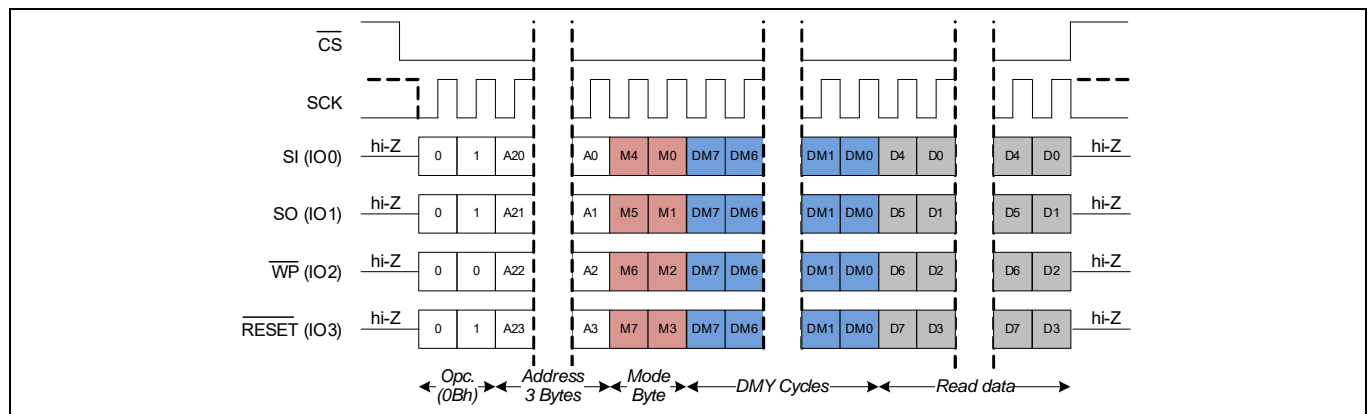 CS
SCK
SI (IO0) hi-Z 0 1 A20 A0 M4 M0 DM7 DM6 DM1 DM0 D4 D0 D4 D0 hi-Z
SO (IO1) hi-Z 0 1 A21 A1 M5 M1 DM7 DM6 DM1 DM0 D5 D1 D5 D1 hi-Z
WP (IO2) hi-Z 0 0 A22 A2 M6 M2 DM7 DM6 DM1 DM0 D6 D2 D6 D2 hi-Z
RESET (IO3) hi-Z 0 1 A23 A3 M7 M3 DM7 DM6 DM1 DM0 D7 D3 D7 D3 hi-Z
Opc. Address Mode DMY Cycles Read data
(0Bh) 3 Bytes Byte